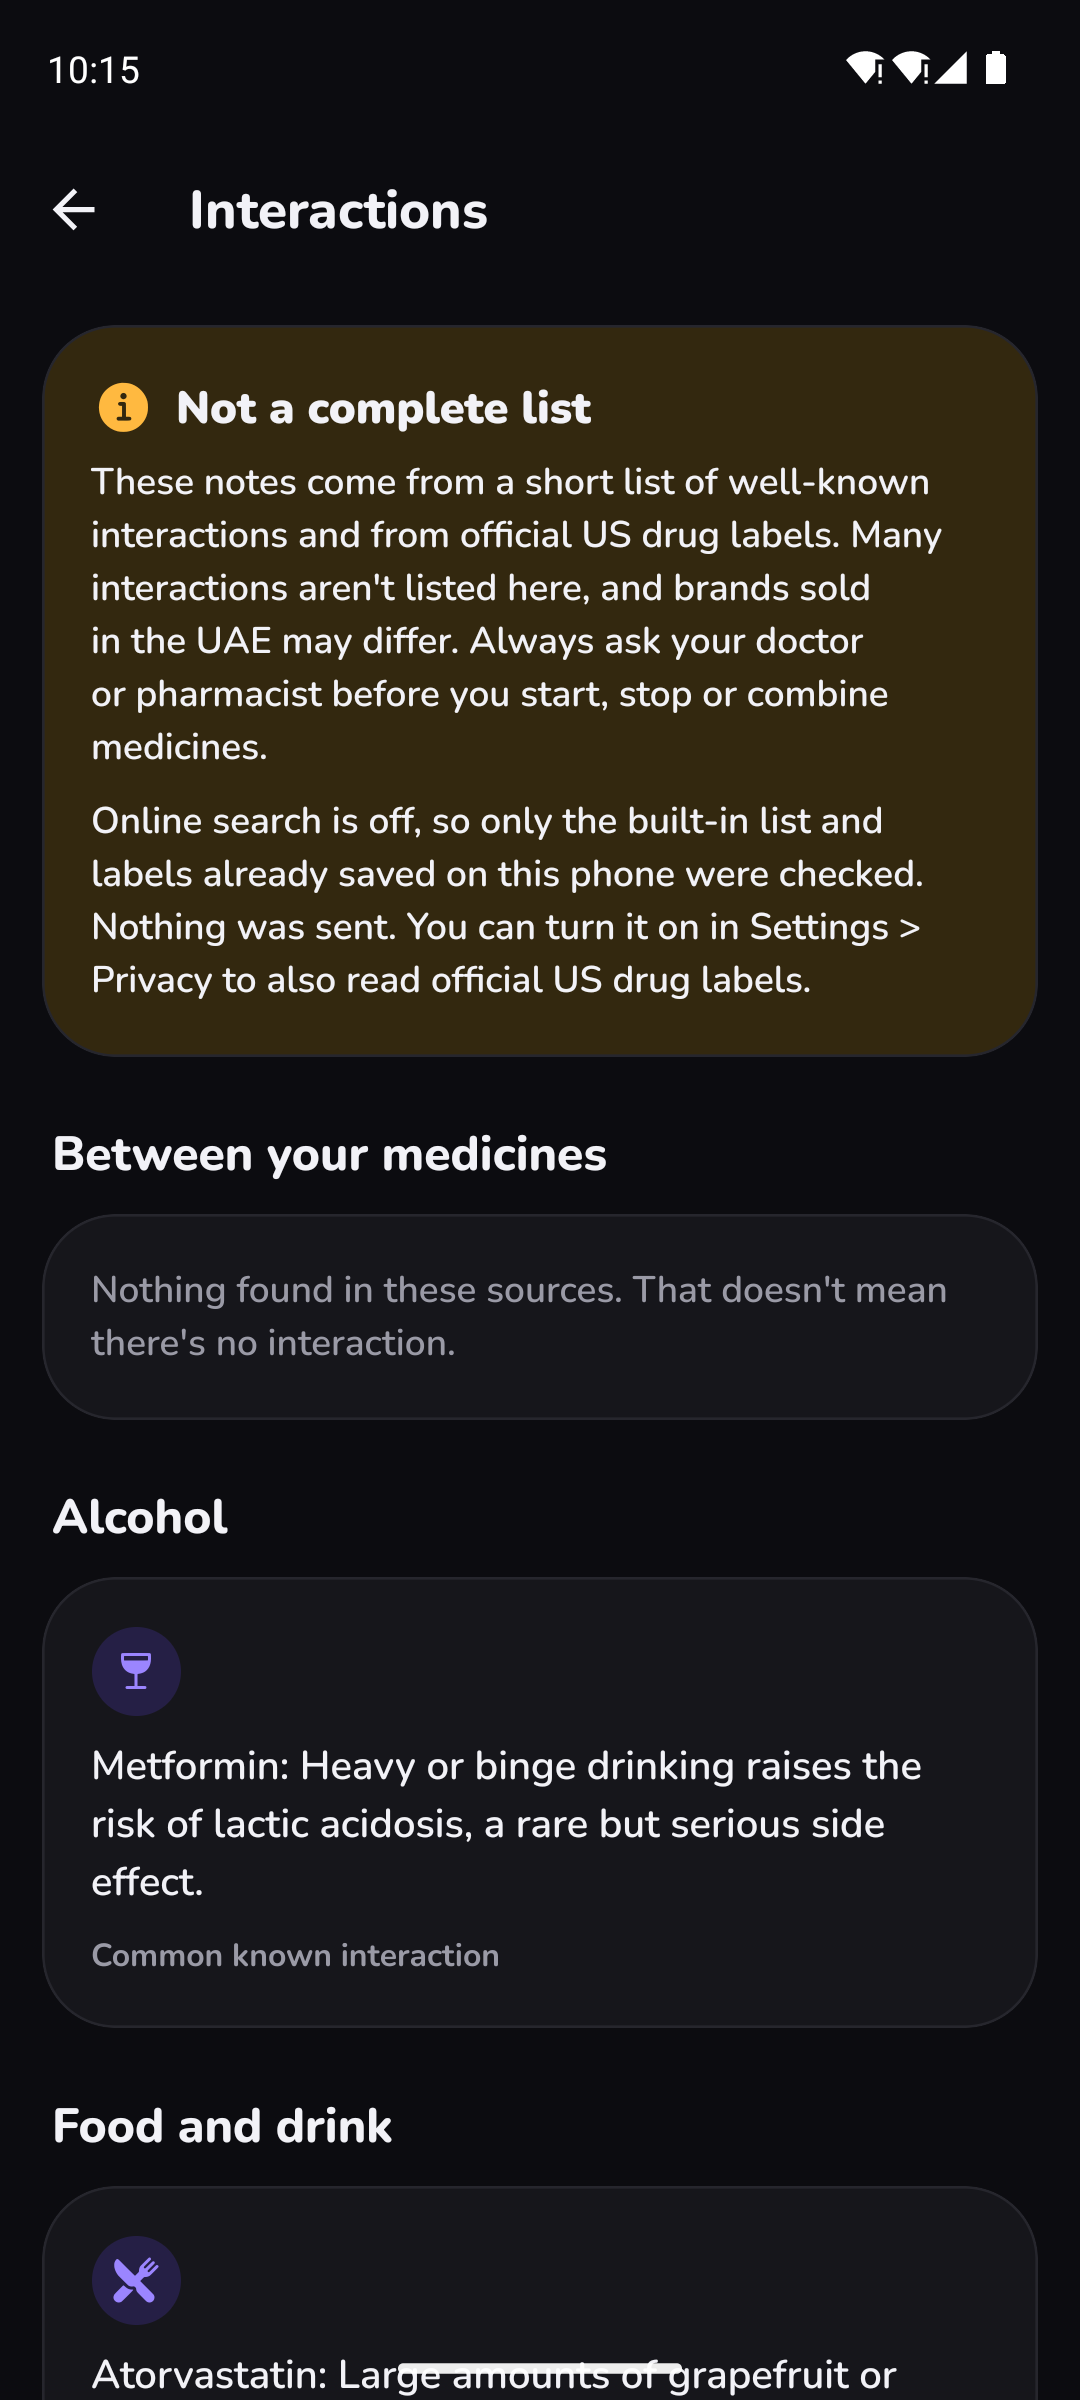 10:15
Interactions
Not a complete list
These notes come from a short list of well-known
interactions and from official US drug labels. Many
interactions aren't listed here, and brands sold
in the UAE may differ. Always ask your doctor
or pharmacist before you start, stop or combine
medicines.
Online search is off, so only the built-in list and
labels already saved on this phone were checked.
Nothing was sent. You can turn it on in Settings >
Privacy to also read official US drug labels.
Between your medicines
Nothing found in these sources. That doesn't mean
there's no interaction.
Alcohol
Metformin: Heavy or binge drinking raises the
risk of lactic acidosis, a rare but serious side
effect.
Common known interaction
Food and drink
Atorvastatin: Large amounts of grapefruit or